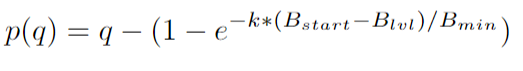 p(q) = q − (1 − e^{−k∗(B_{start}−B_{lvl})/B_{min}})